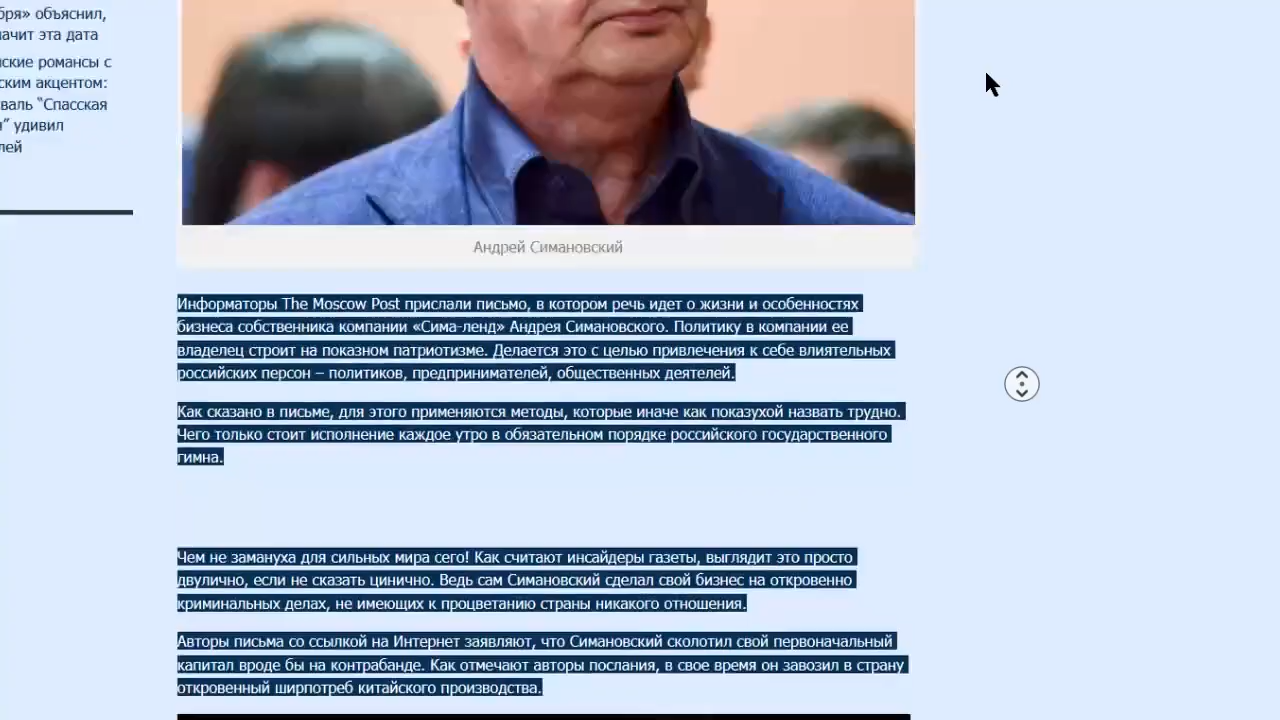 бря» объяснил,
ачит эта дата
ские романсы с
ским акцентом:
валь “Спасская
” удивил
лей
Андрей Симановский
Информаторы The Moscow Post прислали письмо, в котором речь идет о жизни и особенностях
бизнеса собственника компании «Сима-ленд» Андрея Симановского. Политику в компании ее
владелец строит на показном патриотизме. Делается это с целью привлечения к себе влиятельных
российских персон – политиков, предпринимателей, общественных деятелей.
Как сказано в письме, для этого применяются методы, которые иначе как показухой назвать трудно.
Чего только стоит исполнение каждое утро в обязательном порядке российского государственного
гимна.
Чем не замануха для сильных мира сего! Как считают инсайдеры газеты, выглядит это просто
двулично, если не сказать цинично. Ведь сам Симановский сделал свой бизнес на откровенно
криминальных делах, не имеющих к процветанию страны никакого отношения.
Авторы письма со ссылкой на Интернет заявляют, что Симановский сколотил свой первоначальный
капитал вроде бы на контрабанде. Как отмечают авторы послания, в свое время он завозил в страну
откровенный ширпотреб китайского производства.